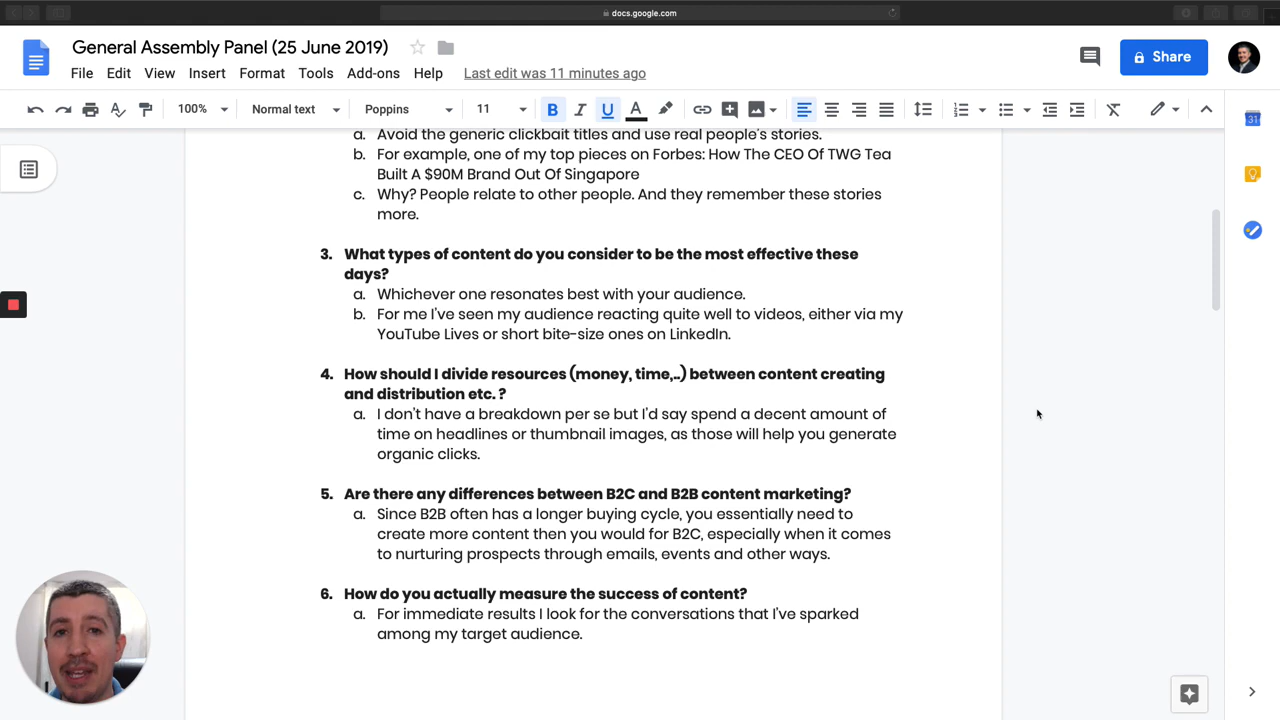 docs.google.com
General Assembly Panel (25 June 2019)
Share
File Edit View Insert Format Tools Add-ons Help Last edit was 11 minutes ago
100% Normal text Poppins 11 B I U A
31
a. Avoid the generic clickbait titles and use real people's stories.
b. For example, one of my top pieces on Forbes: How The CEO Of TWG Tea
Built A $90M Brand Out Of Singapore
c. Why? People relate to other people. And they remember these stories
more.
3. What types of content do you consider to be the most effective these
days?
a. Whichever one resonates best with your audience.
b. For me I've seen my audience reacting quite well to videos, either via my
YouTube Lives or short bite-size ones on LinkedIn.
4. How should I divide resources (money, time,..) between content creating
and distribution etc. ?
a. I don't have a breakdown per se but I'd say spend a decent amount of
time on headlines or thumbnail images, as those will help you generate
organic clicks.
5. Are there any differences between B2C and B2B content marketing?
a. Since B2B often has a longer buying cycle, you essentially need to
create more content then you would for B2C, especially when it comes
to nurturing prospects through emails, events and other ways.
6. How do you actually measure the success of content?
a. For immediate results I look for the conversations that I've sparked
among my target audience.